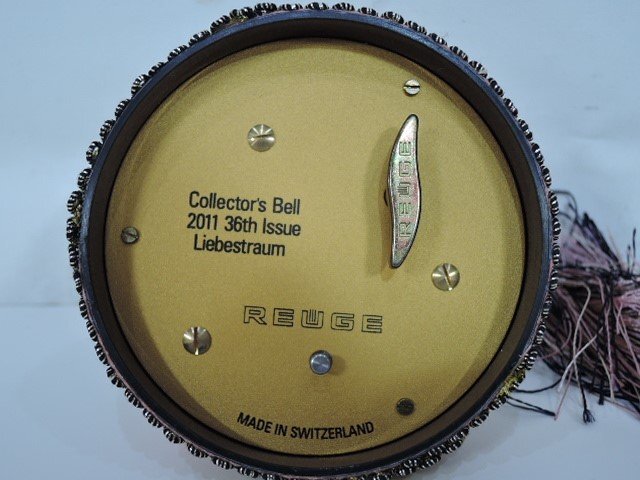 REUGE
Collector's Bell
2011 36th Issue
Liebestraum
REUGE
MADE IN SWITZERLAND